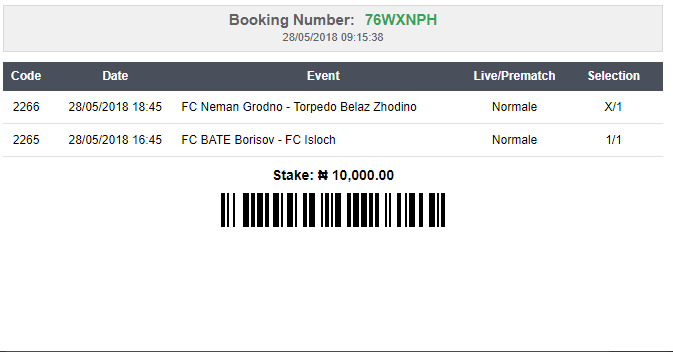 Booking Number: 76WXNPH
28/05/2018 09:15:38
Code Date Event Live/Prematch Selection
2266 28/05/2018 18:45 FC Neman Grodno - Torpedo Belaz Zhodino Normale X/1
2265 28/05/2018 16:45 FC BATE Borisov - FC Isloch Normale 1/1
Stake: ₦ 10,000.00